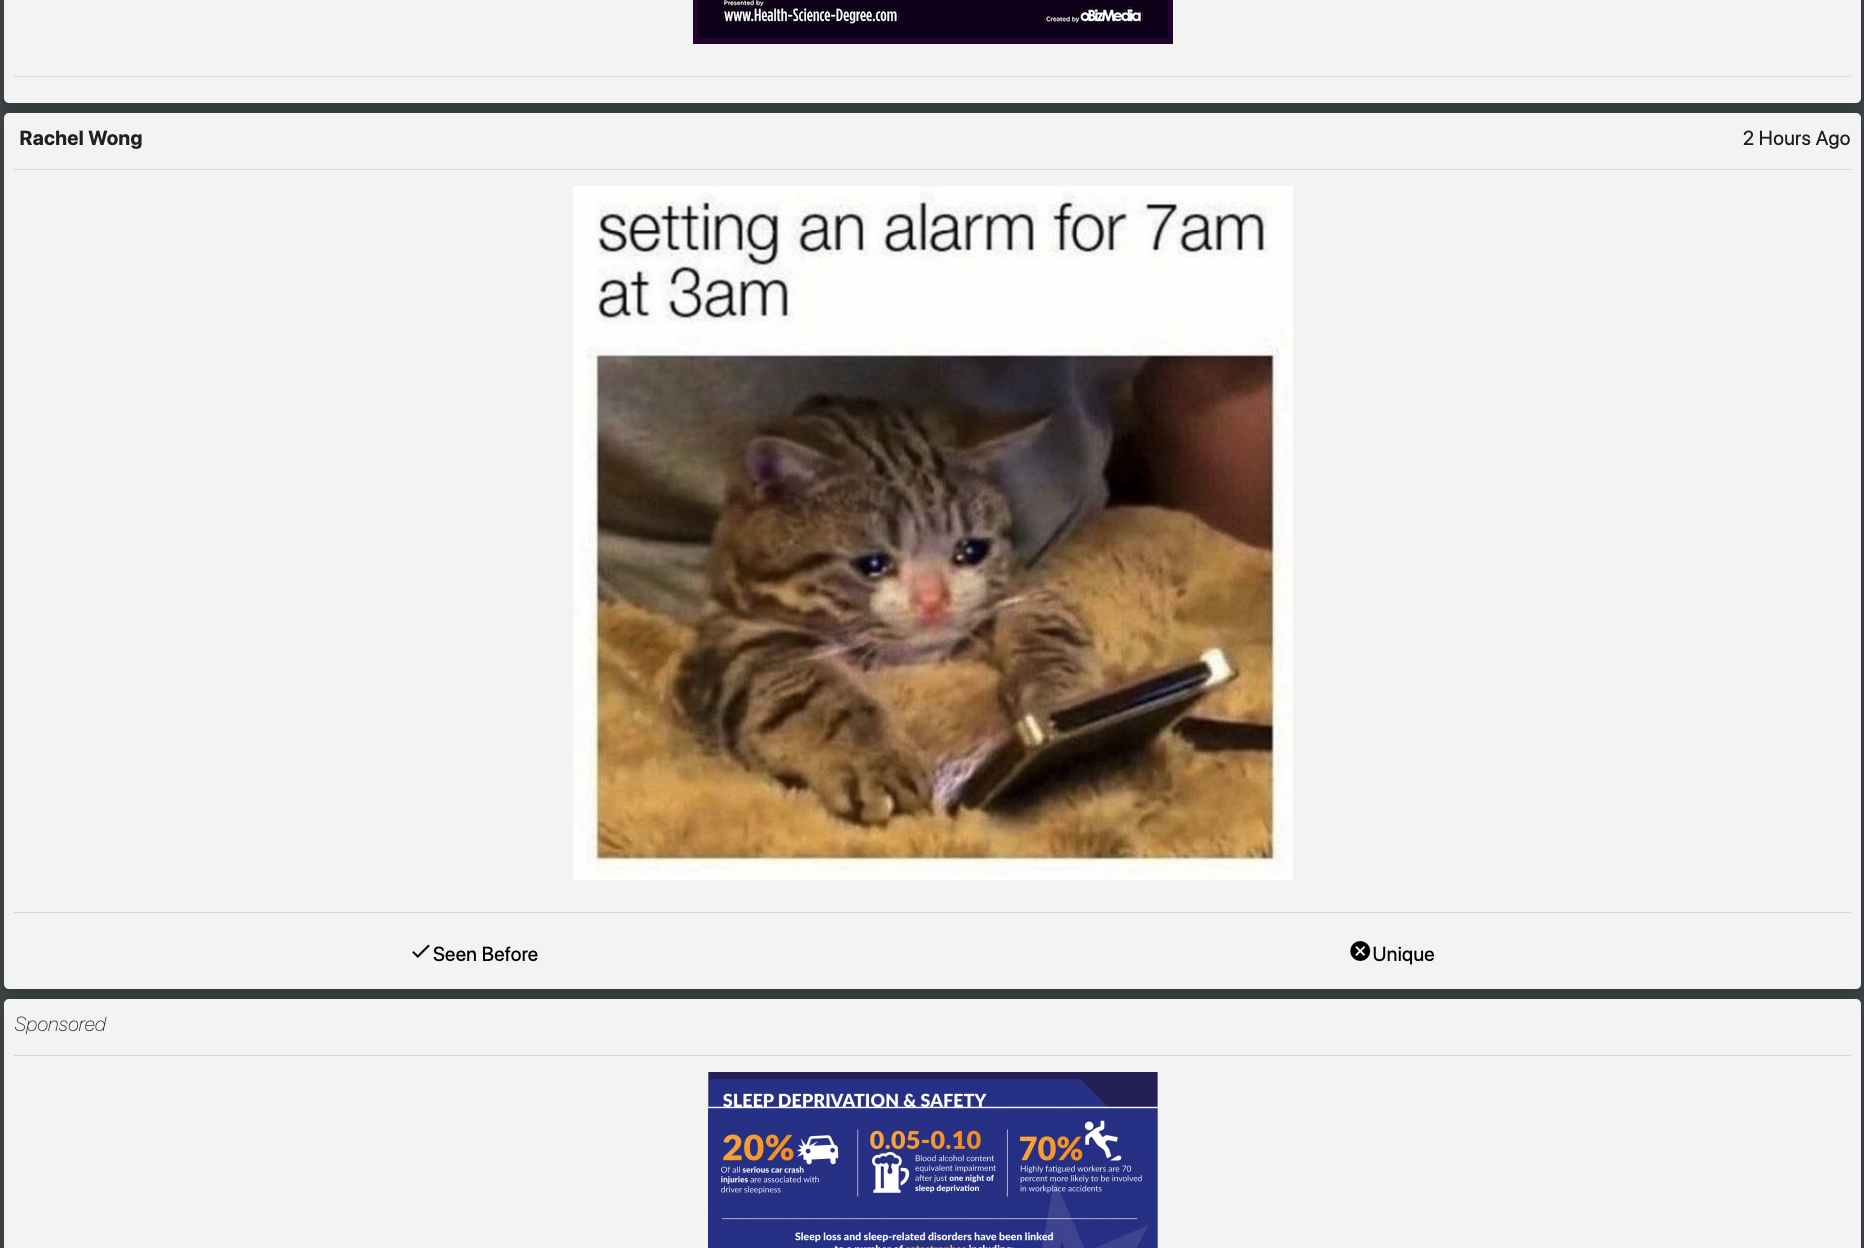 Presented by
www.Health-Science-Degree.com
Created by oBizMedia
Rachel Wong
2 Hours Ago
setting an alarm for 7am
at 3am
Seen Before
Unique
Sponsored
SLEEP DEPRIVATION & SAFETY
20%
Of all serious car crash
injuries are associated with
driver sleepiness
0.05-0.10
Blood alcohol content
equivalent impairment
after just one night of
sleep deprivation
70%
Highly fatigued workers are 70
percent more likely to be involved
in workplace accidents
Sleep loss and sleep-related disorders have been linked